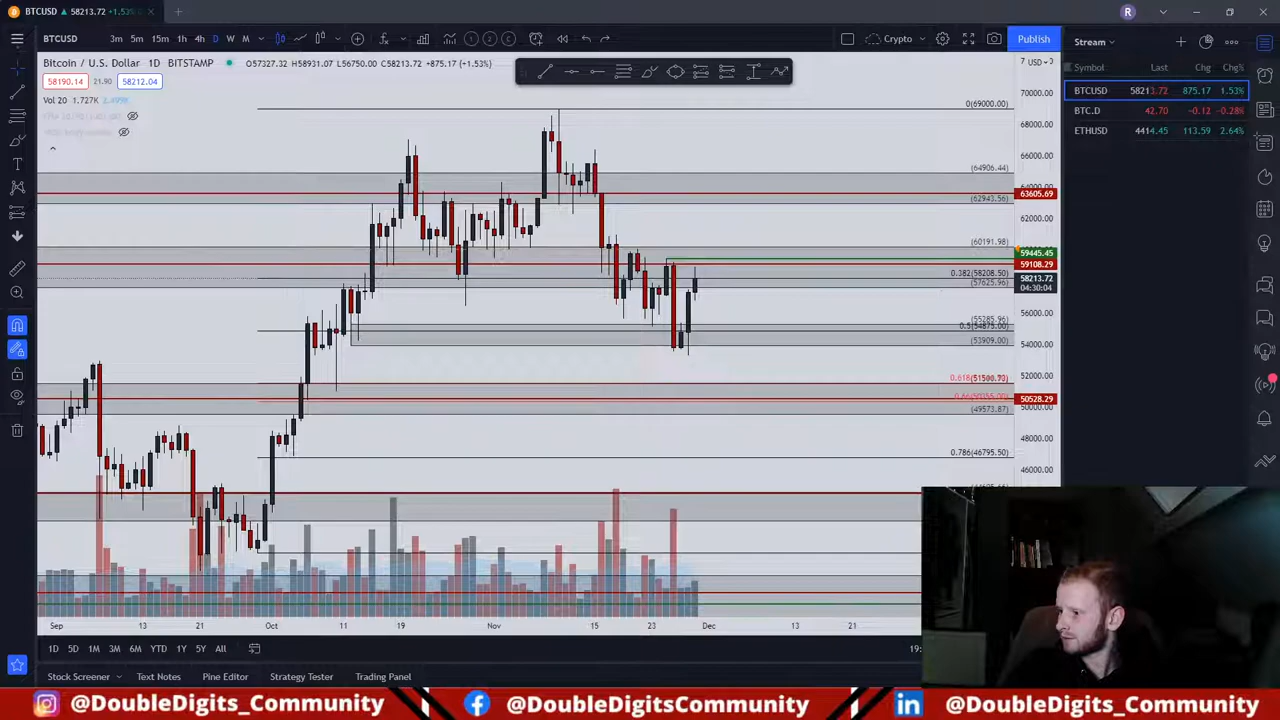 BTCUSD ▲ 58213.72 +1.53%
BTCUSD 3m 5m 15m 1h 4h D W M Crypto Publish
Bitcoin / U.S. Dollar 1D BITSTAMP O57327.32 H58931.07 L56750.00 C58213.72 +875.17 (+1.53%)
58190.14 21.90 58212.04
Vol 20 1.727K
7 USD
70000.00
0(69000.00)
68000.00
66000.00
(64906.44)
64000.00
63605.69
(62943.56)
62000.00
(60191.98)
59445.45
59108.29
0.382(58208.50)
58213.72
(57625.96)
04:30:04
56000.00
(55285.96)
0.5(54875.00)
(53909.00)
54000.00
52000.00
0.618
50528.29
50000.00
(49573.87)
48000.00
0.786(46795.50)
46000.00
Sep 13 21 Oct 11 19 Nov 15 23 Dec 13 21
1D 5D 1M 3M 6M YTD 1Y 5Y All
Stock Screener Text Notes Pine Editor Strategy Tester Trading Panel
Stream
Symbol Last Chg Chg%
BTCUSD 58213.72 875.17 1.53%
BTC.D 42.70 -0.12 -0.28%
ETHUSD 4414.45 113.59 2.64%
R
@DoubleDigits_Community @DoubleDigitsCommunity @DoubleDigits_Community